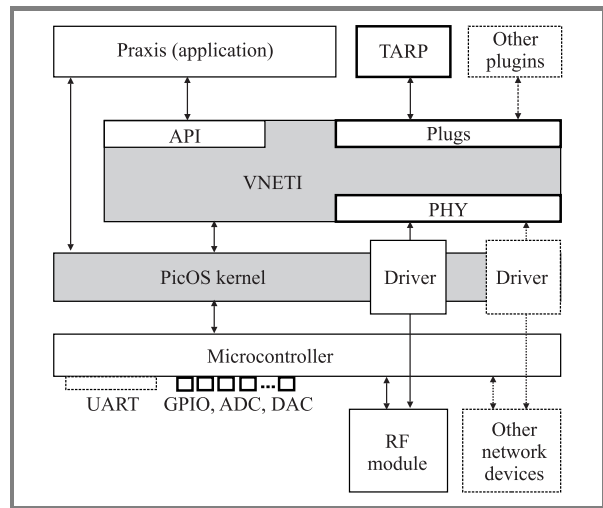 Praxis (application)
TARP
Other
plugins
API
Plugs
VNETI
PHY
PicOS kernel
Driver
Driver
Microcontroller
UART
GPIO, ADC, DAC
RF
module
Other
network
devices